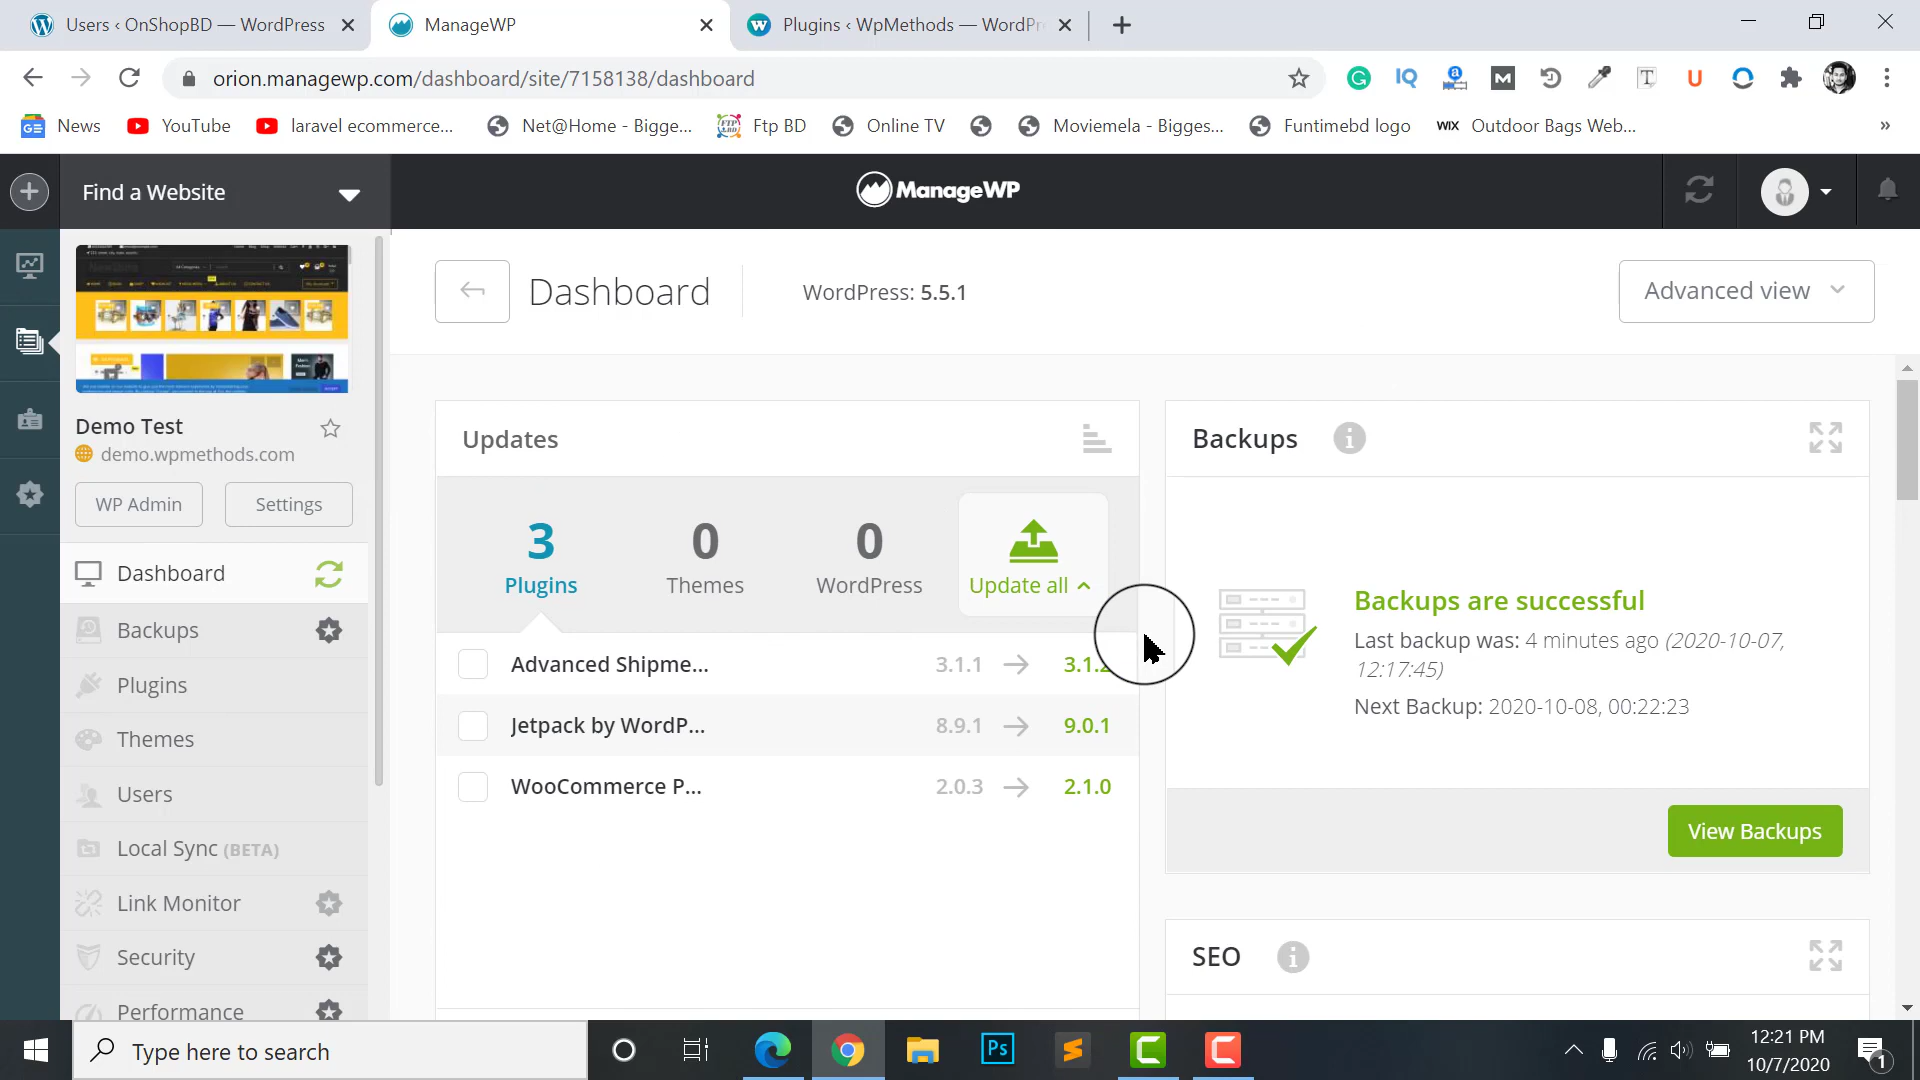 Users ‹ OnShopBD — WordPress
ManageWP
Plugins ‹ WpMethods — WordPr
orion.managewp.com/dashboard/site/7158138/dashboard
News
YouTube
laravel ecommerce...
Net@Home - Bigge...
Ftp BD
Online TV
Moviemela - Bigges...
Funtimebd logo
WIX
Outdoor Bags Web...
»
Find a Website
ManageWP
Dashboard
WordPress: 5.5.1
Advanced view
Demo Test
demo.wpmethods.com
WP Admin
Settings
Dashboard
Backups
Plugins
Themes
Users
Local Sync (BETA)
Link Monitor
Security
Performance
Updates
3
Plugins
0
Themes
0
WordPress
Update all
Advanced Shipme... 3.1.1 → 3.1.2
Jetpack by WordP... 8.9.1 → 9.0.1
WooCommerce P... 2.0.3 → 2.1.0
Backups
Backups are successful
Last backup was: 4 minutes ago (2020-10-07,
12:17:45)
Next Backup: 2020-10-08, 00:22:23
View Backups
SEO
Type here to search
Ps
12:21 PM
10/7/2020
1